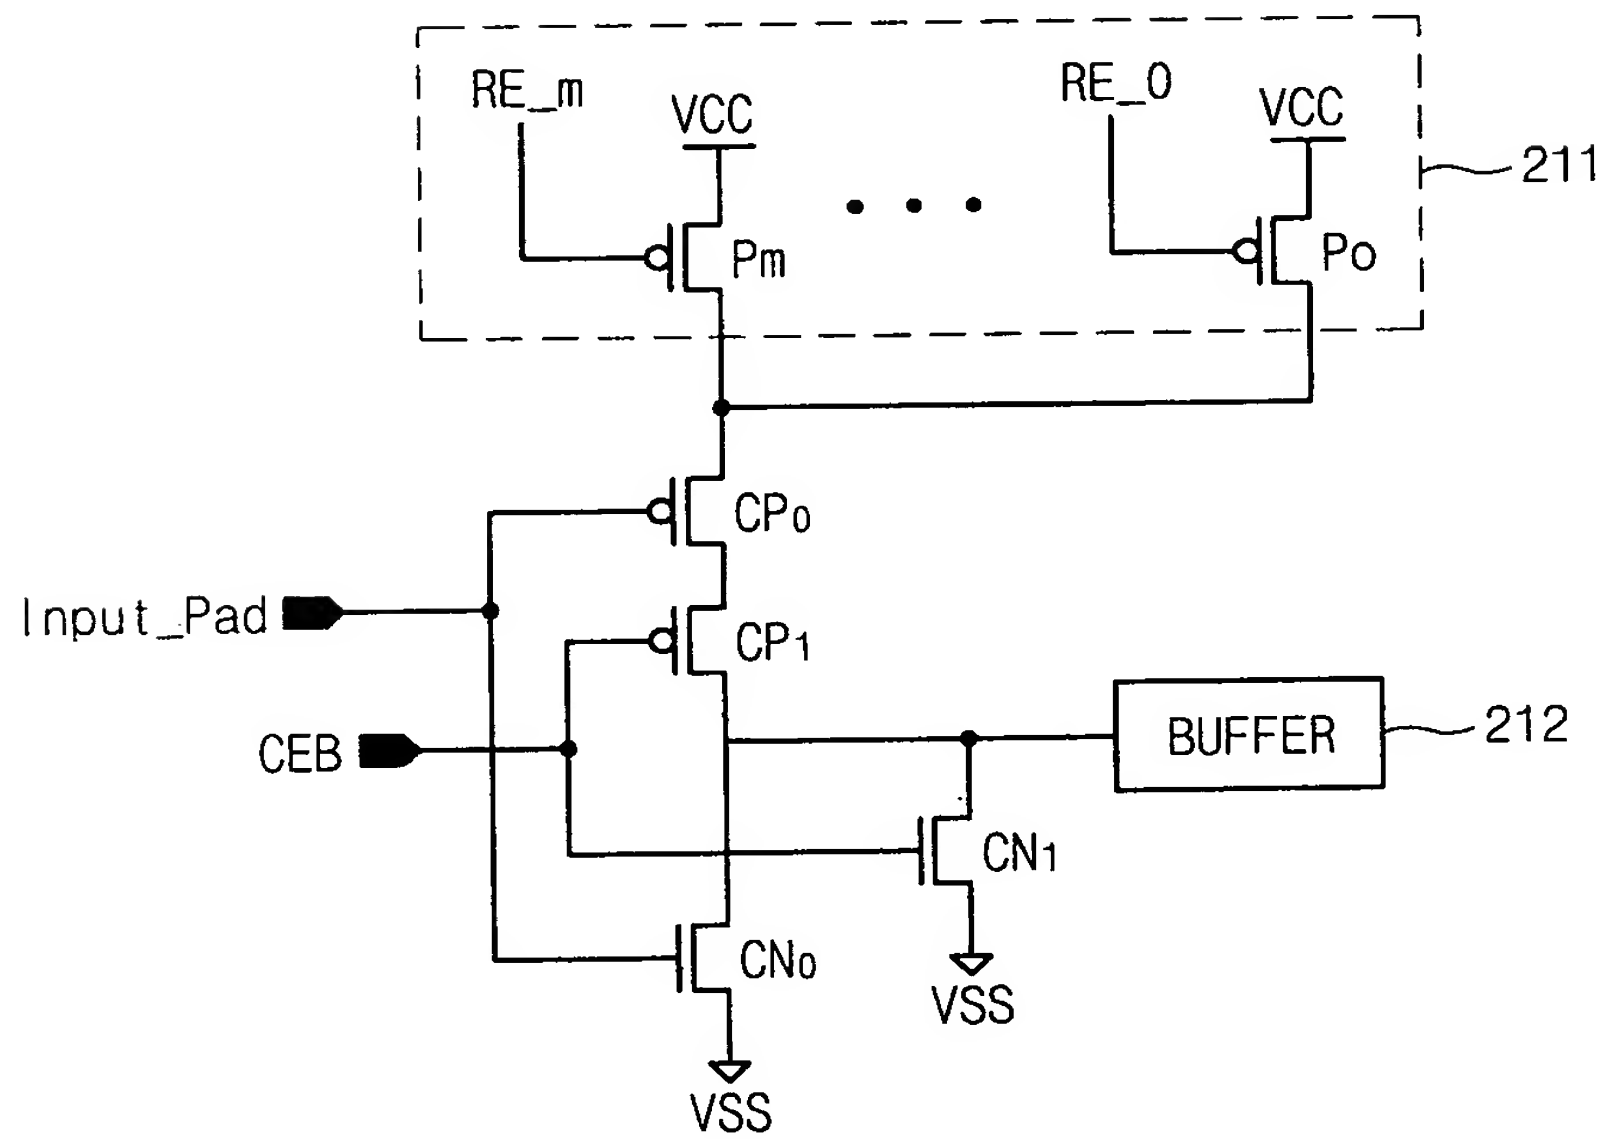 RE_m
VCC
RE_0
VCC
211
Pm
Po
CP0
Input_Pad
CP1
CEB
BUFFER
212
CN1
CN0
VSS
VSS